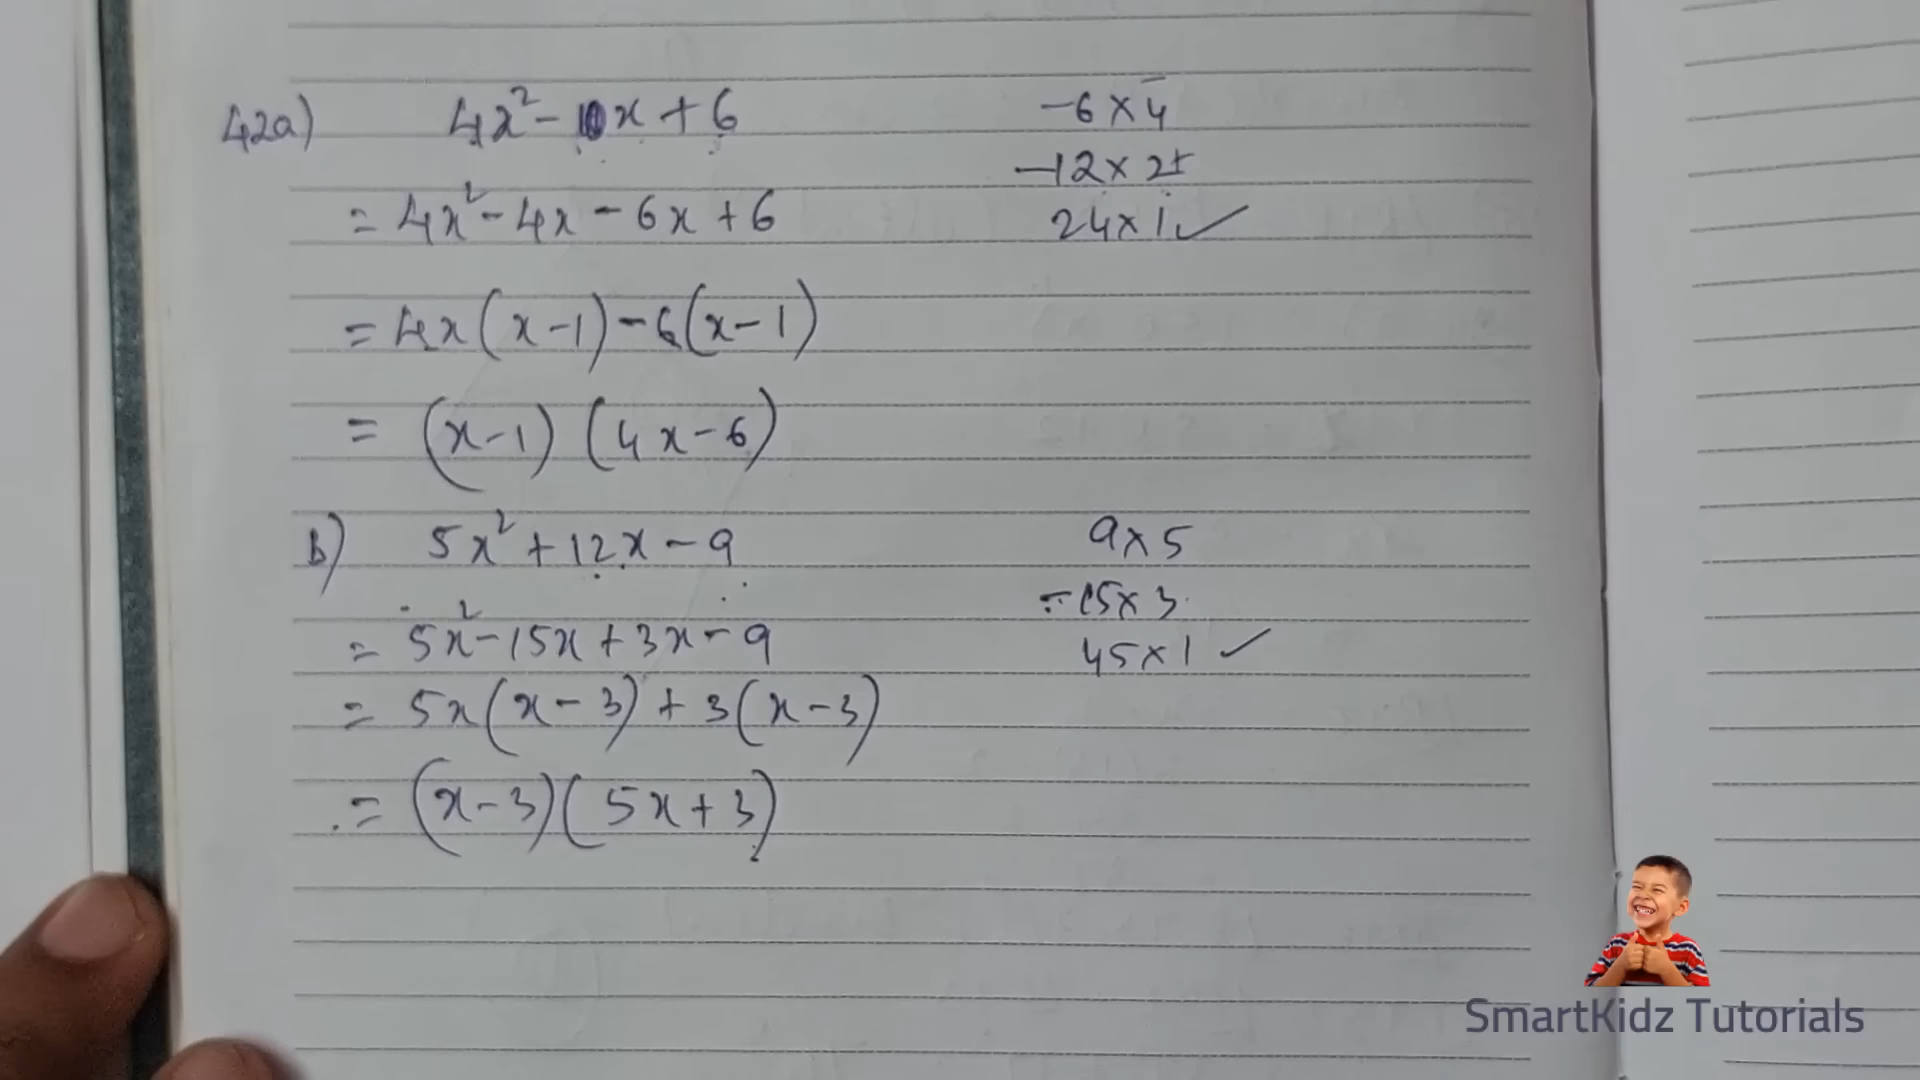 42a) 4x² - 10x + 6
-6 × 4
-12 × 2+
= 4x² - 4x - 6x + 6
24 × 1 ✓
= 4x(x-1) - 6(x-1)
= (x-1) (4x-6)
b) 5x² + 12x - 9
9 × 5
-15 × 3
= 5x² - 15x + 3x - 9
45 × 1 ✓
= 5x(x-3) + 3(x-3)
= (x-3)(5x+3)
SmartKidz Tutorials